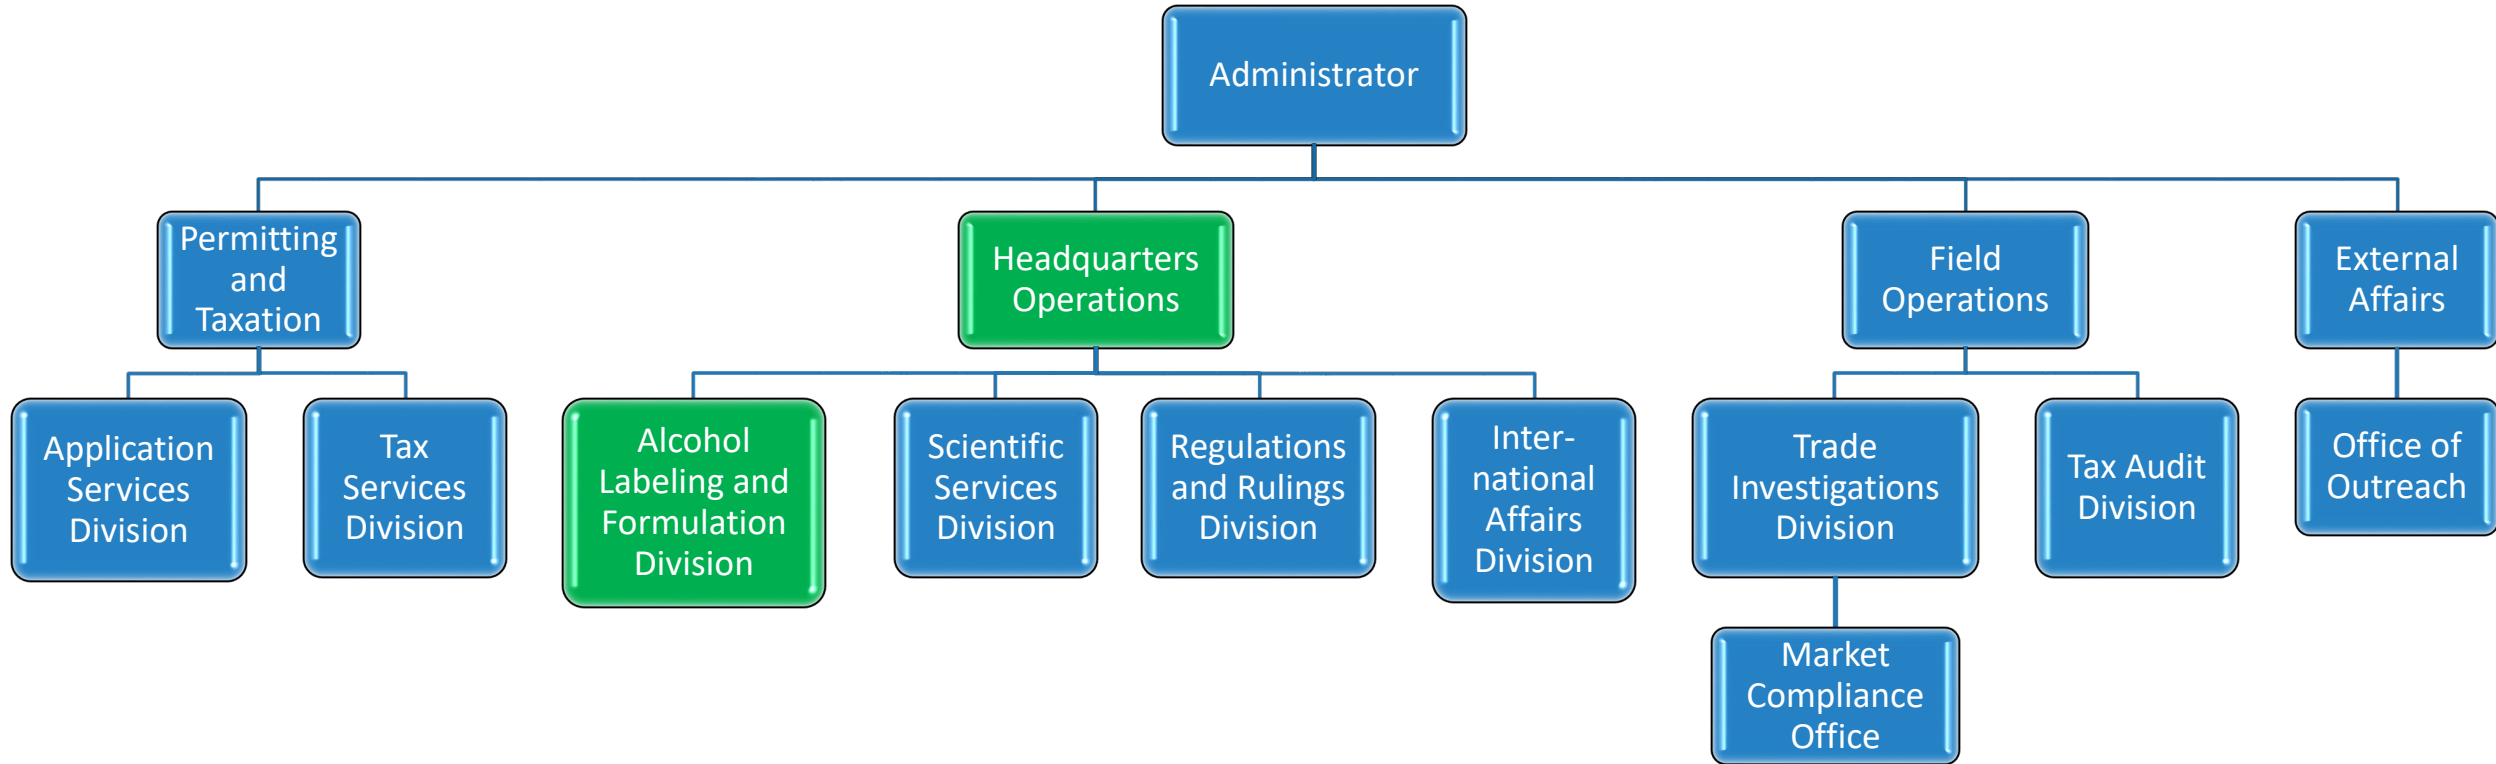 Administrator
Permitting
and
Taxation
Headquarters
Operations
Field
Operations
External
Affairs
Application
Services
Division
Tax
Services
Division
Alcohol
Labeling and
Formulation
Division
Scientific
Services
Division
Regulations
and Rulings
Division
Inter-
national
Affairs
Division
Trade
Investigations
Division
Tax Audit
Division
Office of
Outreach
Market
Compliance
Office